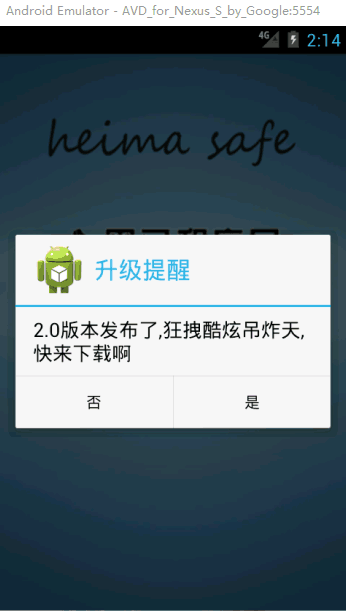 Android Emulator - AVD_for_Nexus_S_by_Google:5554
4G
2:14
heima safe
升级提醒
2.0版本发布了,狂拽酷炫吊炸天,
快来下载啊
否
是